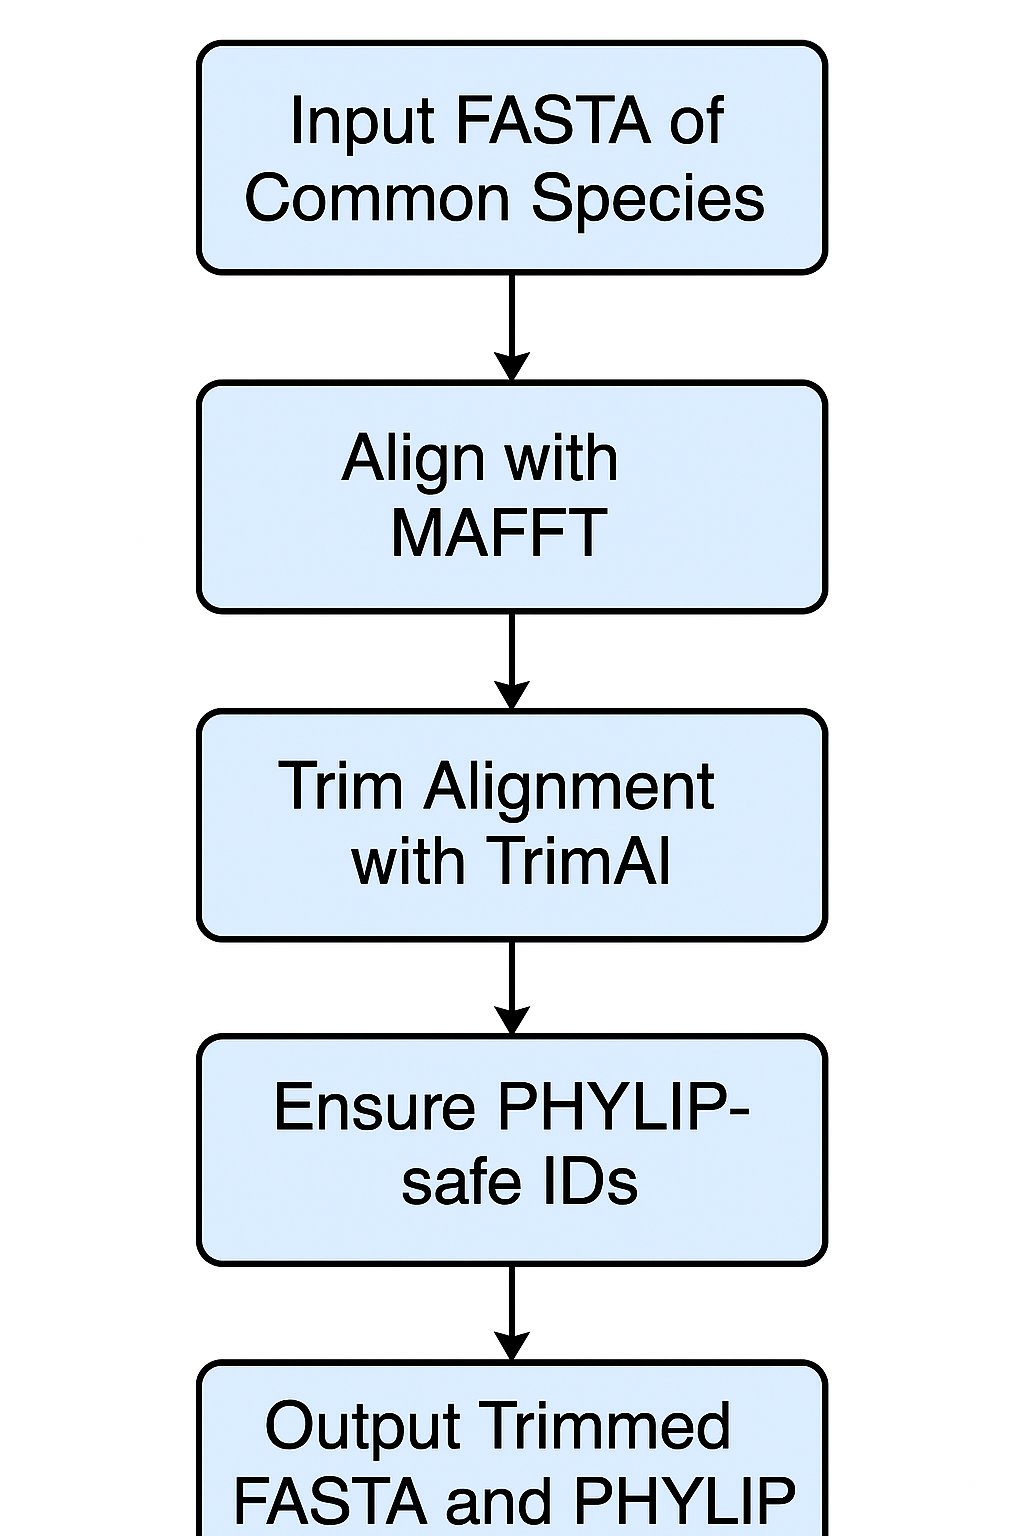 Input FASTA of
Common Species
Align with
MAFFT
Trim Alignment
with TrimAl
Ensure PHYLIP-
safe IDs
Output Trimmed
FASTA and PHYLIP